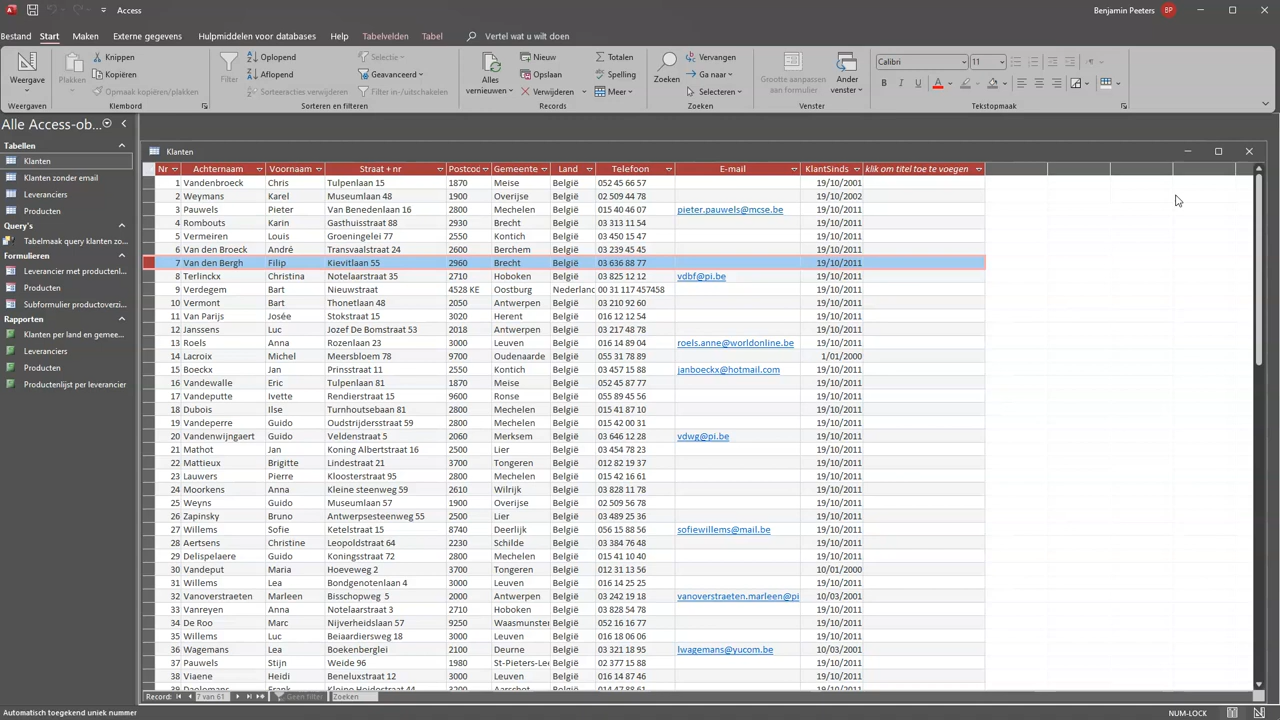 Access
Benjamin Peeters BP
Bestand Start Maken Externe gegevens Hulpmiddelen voor databases Help Tabelvelden Tabel Vertel wat u wilt doen
Weergave
Weergaven
Plakken
Knippen
Kopiëren
Opmaak kopiëren/plakken
Klembord
Filter
Oplopend
Aflopend
Sorteervolgorde verwijderen
Selectie
Geavanceerd
Filter in/uitschakelen
Sorteren en filteren
Alles vernieuwen
Nieuw
Opslaan
Verwijderen
Totalen
Spelling
Meer
Records
Zoeken
Vervangen
Ga naar
Selecteren
Zoeken
Grootte aanpassen aan formulier
Ander venster
Venster
Calibri 11
B I U A
Tekstopmaak
Alle Access-ob...
Tabellen
Klanten
Klanten zonder email
Leveranciers
Producten
Query's
Tabelmaak query klanten zo...
Formulieren
Leverancier met productenl...
Producten
Subformulier productoverzi...
Rapporten
Klanten per land en gemee...
Leveranciers
Producten
Productenlijst per leverancier
Klanten
Nr Achternaam Voornaam Straat + nr Postcoc Gemeente Land Telefoon E-mail KlantSinds klik om titel toe te voegen
1 Vandenbroeck Chris Tulpenlaan 15 1870 Meise België 052 45 66 57 19/10/2001
2 Weymans Karel Museumlaan 48 1900 Overijse België 02 509 44 78 19/10/2002
3 Pauwels Pieter Van Benedenlaan 16 2800 Mechelen België 015 40 46 07 pieter.pauwels@mcse.be 19/10/2011
4 Rombouts Karin Gasthuisstraat 88 2930 Brecht België 03 313 11 54 19/10/2011
5 Vermeiren Louis Groeningelei 77 2550 Kontich België 03 450 15 47 19/10/2011
6 Van den Broeck André Transvaalstraat 24 2600 Berchem België 03 239 45 45 19/10/2011
7 Van den Bergh Filip Kievitlaan 55 2960 Brecht België 03 636 88 77 19/10/2011
8 Terlinckx Christina Notelaarstraat 35 2710 Hoboken België 03 825 12 12 vdbf@pi.be 19/10/2011
9 Verdegem Bart Nieuwstraat 4528 KE Oostburg Nederland 00 31 117 457458 19/10/2011
10 Vermont Bart Thonetlaan 48 2050 Antwerpen België 03 210 92 60 19/10/2011
11 Van Parijs Josée Stokstraat 15 3020 Herent België 016 12 12 54 19/10/2011
12 Janssens Luc Jozef De Bomstraat 53 2018 Antwerpen België 03 217 48 78 19/10/2011
13 Roels Anna Rozenlaan 23 3000 Leuven België 016 14 89 04 roels.anne@worldonline.be 19/10/2011
14 Lacroix Michel Meersbloem 78 9700 Oudenaarde België 055 31 78 89 1/01/2000
15 Boeckx Jan Prinsstraat 11 2550 Kontich België 03 457 15 88 janboeckx@hotmail.com 19/10/2011
16 Vandewalle Eric Tulpenlaan 81 1870 Meise België 052 45 87 77 19/10/2011
17 Vandeputte Ivette Rendierstraat 15 9600 Ronse België 055 89 45 56 19/10/2011
18 Dubois Ilse Turnhoutsebaan 81 2800 Mechelen België 015 41 87 10 19/10/2011
19 Vandeperre Guido Oudstrijdersstraat 59 2800 Mechelen België 015 42 00 31 19/10/2011
20 Vandenwijngaert Guido Veldenstraat 5 2060 Merksem België 03 646 12 28 vdwg@pi.be 19/10/2011
21 Mathot Jan Koning Albertstraat 16 2500 Lier België 03 454 78 23 19/10/2011
22 Mattieux Brigitte Lindestraat 21 3700 Tongeren België 012 82 19 37 19/10/2011
23 Lauwers Pierre Kloosterstraat 95 2800 Mechelen België 015 42 16 61 19/10/2011
24 Moorkens Anna Kleine steenweg 59 2610 Wilrijk België 03 828 11 78 19/10/2011
25 Weyns Guido Museumlaan 57 1900 Overijse België 02 509 56 78 19/10/2011
26 Zapinsky Bruno Antwerpsesteenweg 55 2500 Lier België 03 489 25 36 19/10/2011
27 Willems Sofie Ketelstraat 15 8740 Deerlijk België 056 15 88 56 sofiewillems@mail.be 19/10/2011
28 Aertsens Christine Leopoldstraat 64 2230 Schilde België 03 384 76 48 19/10/2011
29 Delispelaere Guido Koningsstraat 72 2800 Mechelen België 015 41 10 40 19/10/2011
30 Vandeput Maria Hoeveweg 2 3700 Tongeren België 012 31 13 56 10/01/2000
31 Willems Lea Bondgenotenlaan 4 3000 Leuven België 016 14 25 25 19/10/2011
32 Vanoverstraeten Marleen Bisschopweg 5 2000 Antwerpen België 03 242 19 18 vanoverstraeten.marleen@pi 10/03/2001
33 Vanreyen Anna Notelaarstraat 3 2710 Hoboken België 03 828 54 78 19/10/2011
34 De Roo Marc Nijverheidslaan 57 9250 Waasmunster België 052 16 16 77 19/10/2011
35 Willems Luc Beiaardiersweg 18 3000 Leuven België 016 18 06 06 19/10/2011
36 Wagemans Lea Boekenberglei 2100 Deurne België 03 321 18 95 lwagemans@yucom.be 10/03/2001
37 Pauwels Stijn Weide 96 1980 St-Pieters-Lee België 02 377 15 88 19/10/2011
38 Viaene Heidi Beneluxstraat 12 3000 Leuven België 016 14 87 46 19/10/2011
Record: 7 van 61 Geen filter Zoeken
Automatisch toegekend uniek nummer
NUM-LOCK